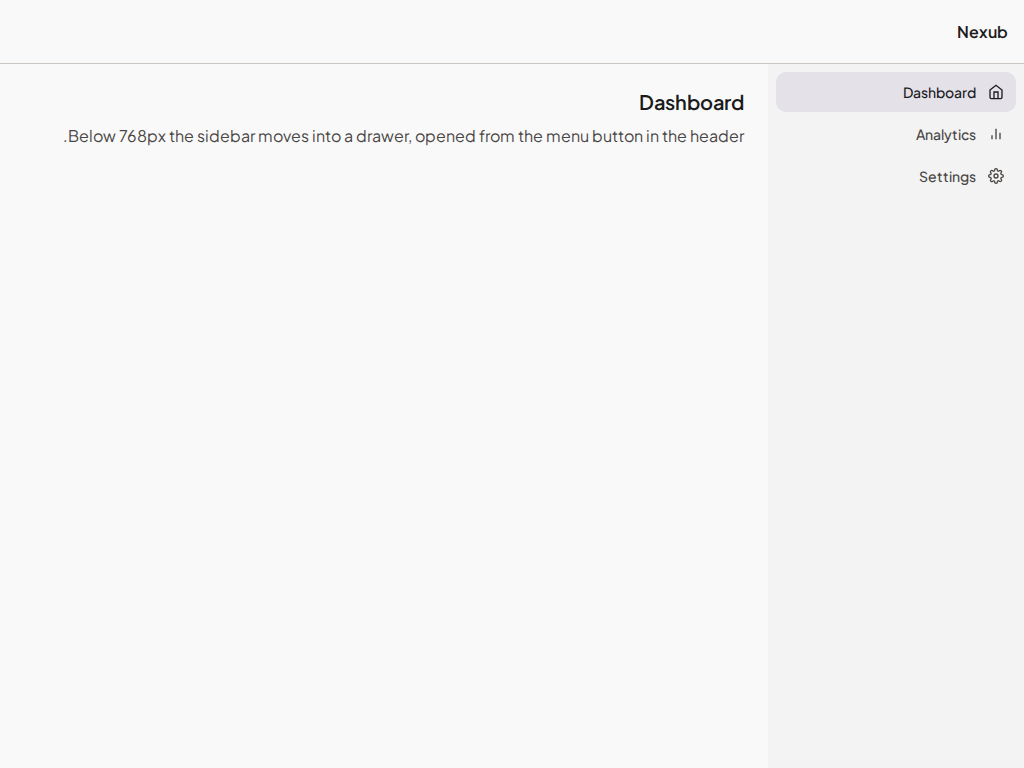 Nexub
Dashboard
Analytics
Settings
Dashboard
Below 768px the sidebar moves into a drawer, opened from the menu button in the header.